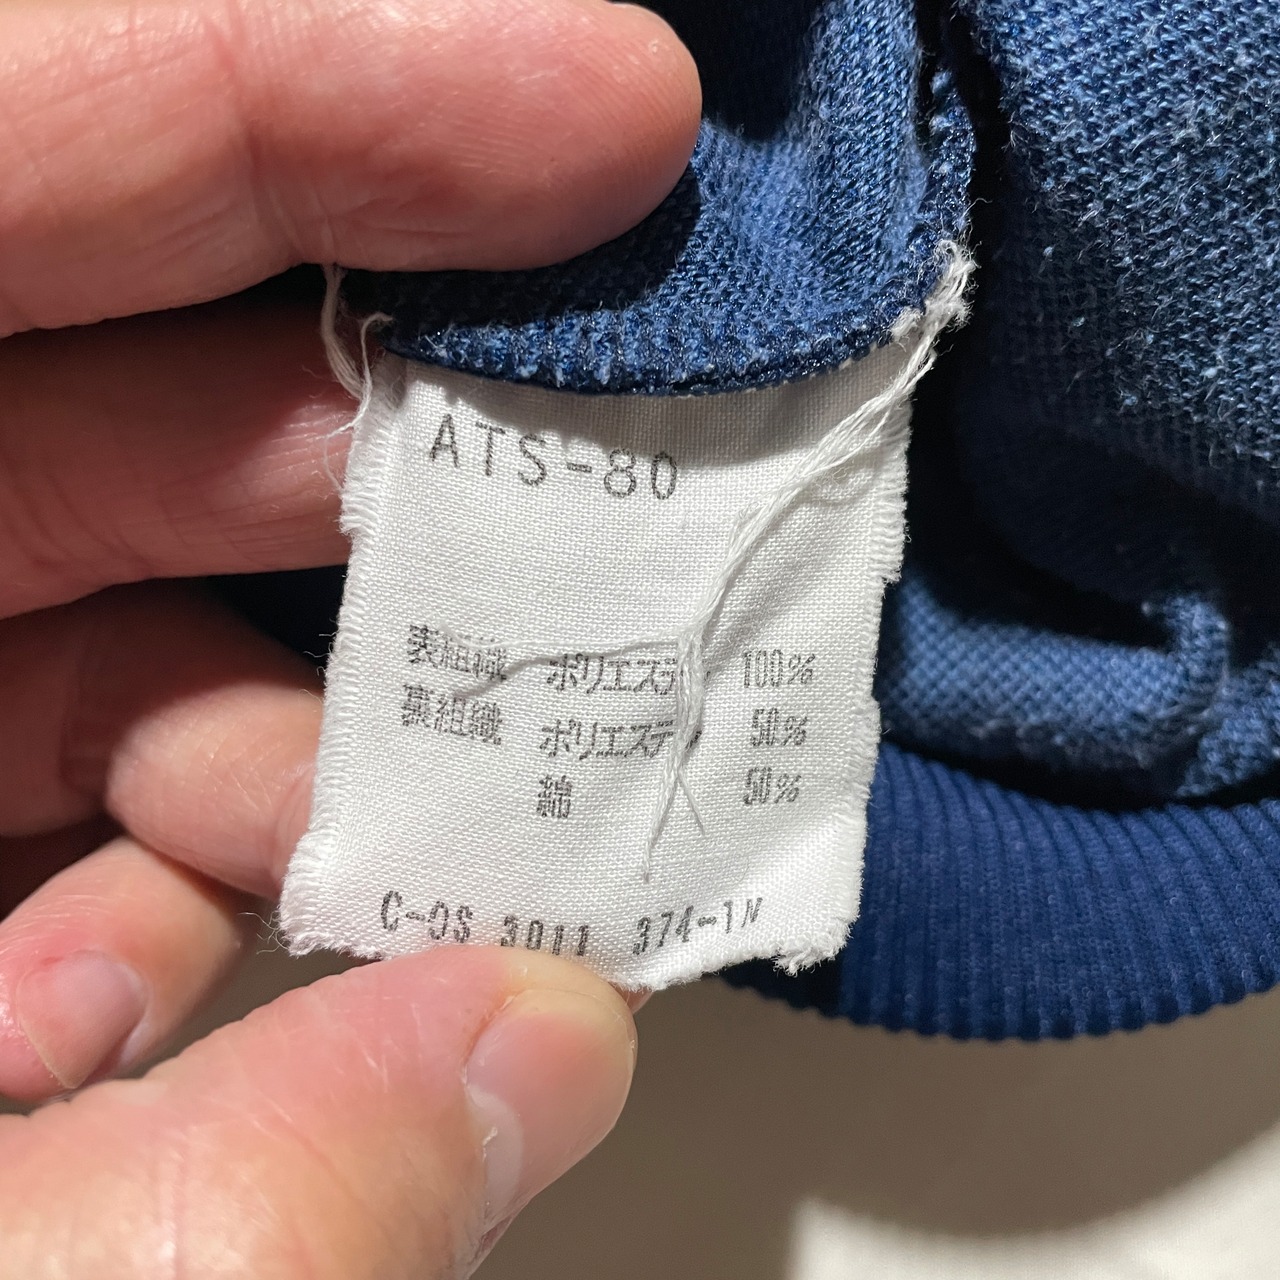 ATS-80
表組織 ポリエステル 100%
裏組織 ポリエステル 50%
綿 50%
C-OS 3011 374-1N